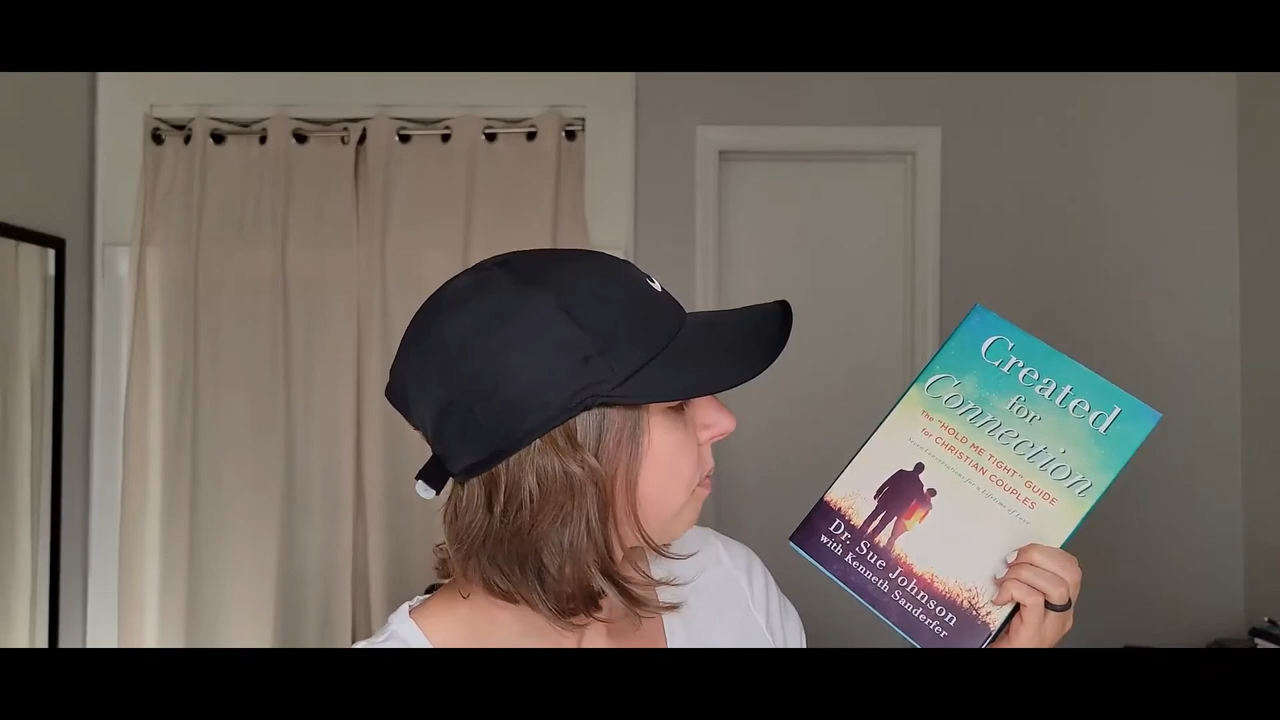 Created
for
Connection
The "HOLD ME TIGHT" GUIDE
for CHRISTIAN COUPLES
Seven Conversations for a Lifetime of Love
Dr. Sue Johnson
with Kenneth Sanderfer